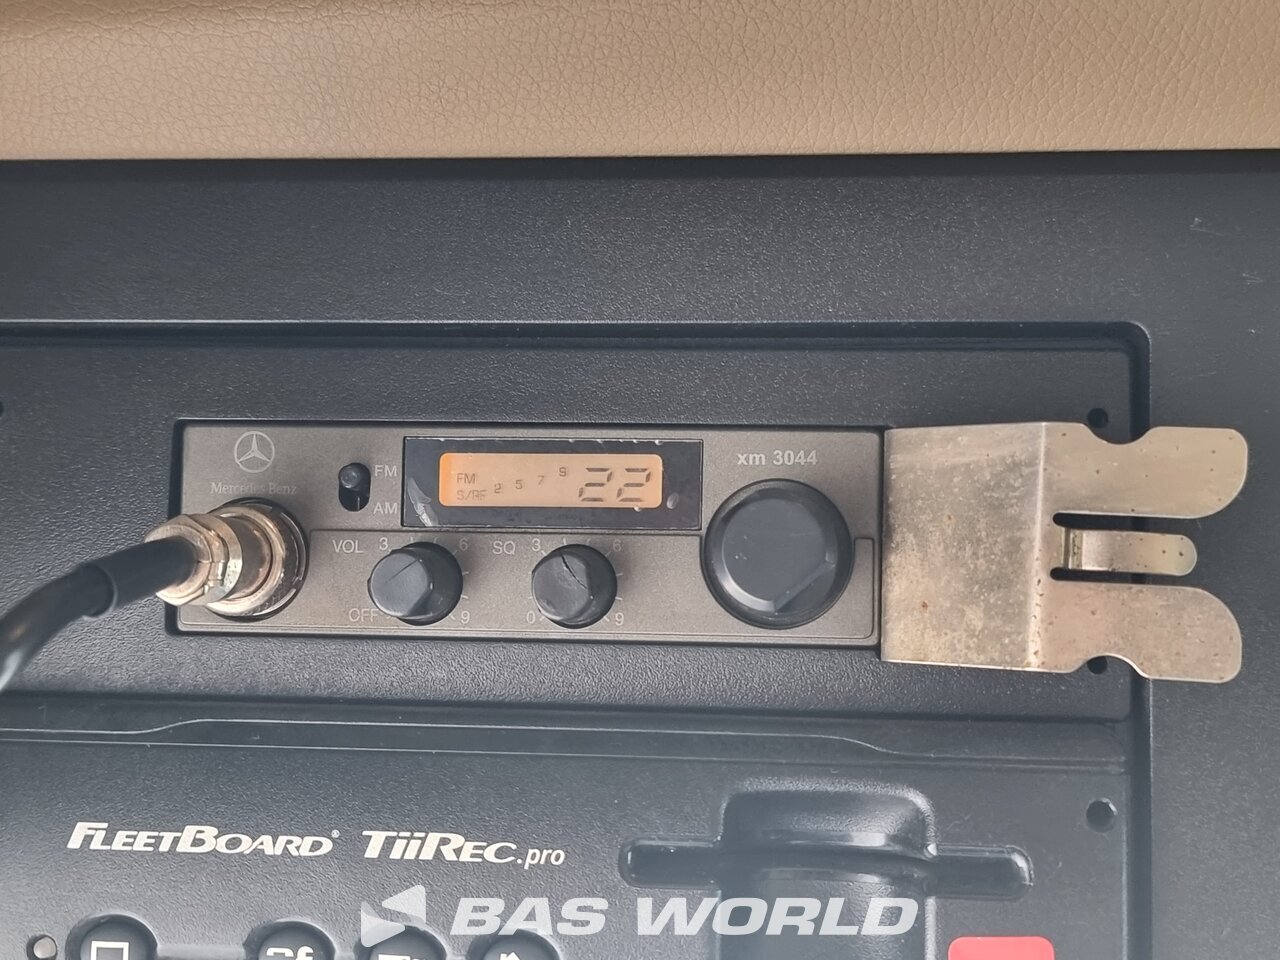 Mercedes-Benz
FM
AM
FM
S/RF 2 5 7 9
22
xm 3044
VOL 3 6
OFF 9
SQ 3 6
0 9
FLEETBOARD® TiiREC.pro
BAS WORLD